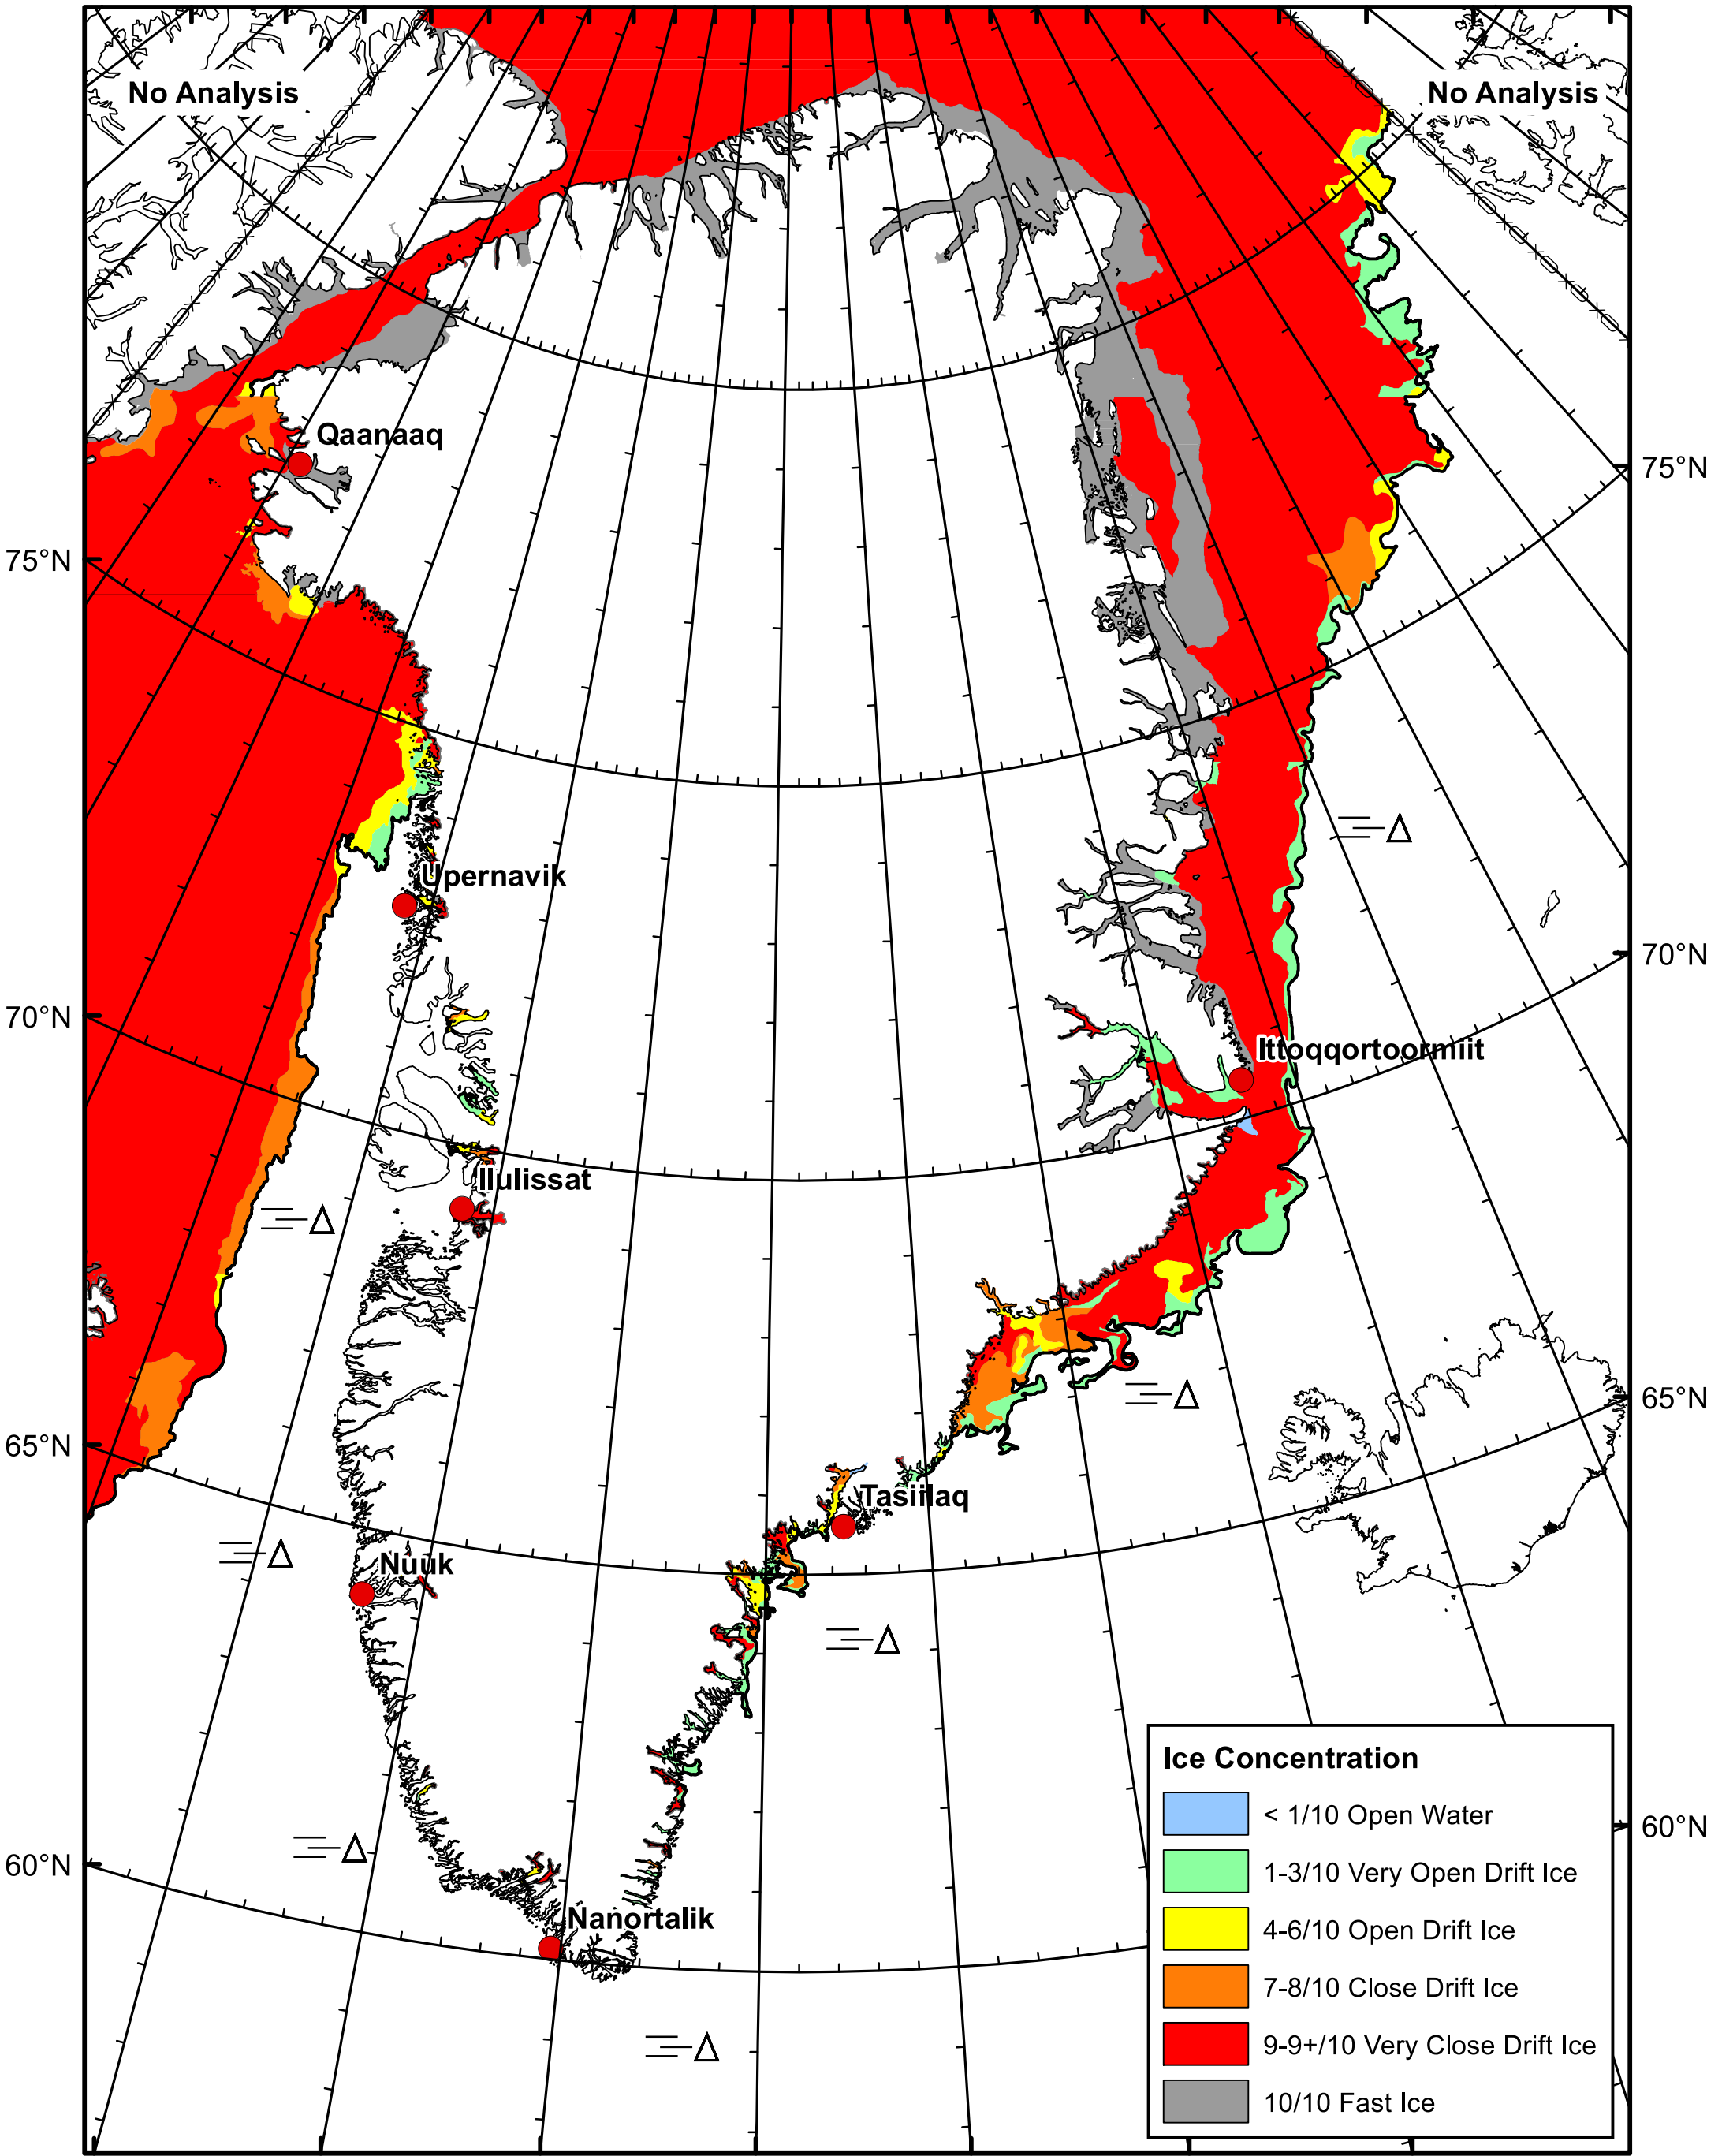 No Analysis
No Analysis
Qaanaaq
75°N
75°N
Upernavik
70°N
70°N
Ittoqqortoormiit
Ilulissat
65°N
65°N
Tasiilaq
Nuuk
60°N
60°N
Nanortalik
Ice Concentration
< 1/10 Open Water
1-3/10 Very Open Drift Ice
4-6/10 Open Drift Ice
7-8/10 Close Drift Ice
9-9+/10 Very Close Drift Ice
10/10 Fast Ice